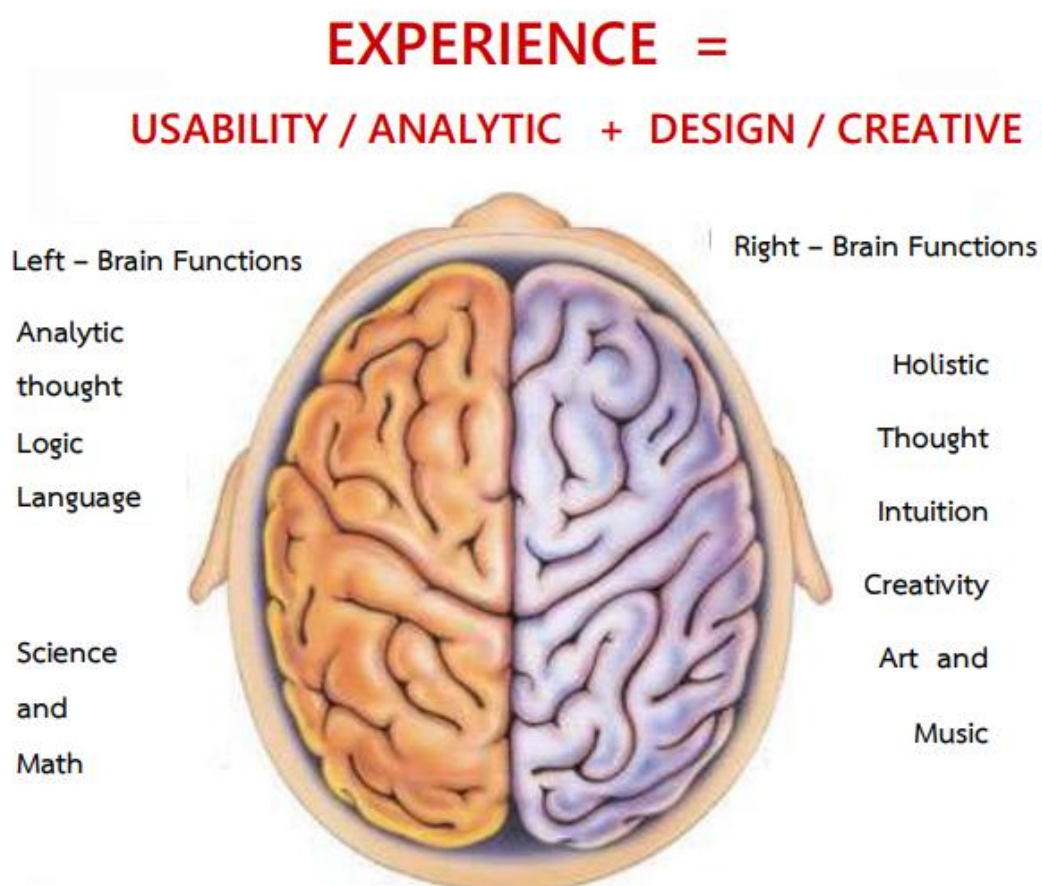 EXPERIENCE =
USABILITY / ANALYTIC + DESIGN / CREATIVE
Left – Brain Functions
Analytic
thought
Logic
Language
Science
and
Math
Right – Brain Functions
Holistic
Thought
Intuition
Creativity
Art and
Music